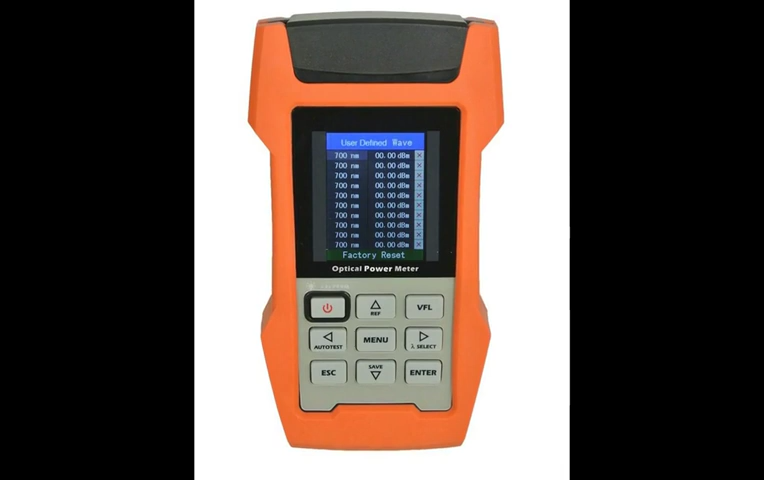 User Defined Wave
700 nm 00.00 dBm X
700 nm 00.00 dBm X
700 nm 00.00 dBm X
700 nm 00.00 dBm X
700 nm 00.00 dBm X
700 nm 00.00 dBm X
700 nm 00.00 dBm X
700 nm 00.00 dBm X
700 nm 00.00 dBm X
700 nm 00.00 dBm X
Factory Reset
Optical Power Meter
REF
VFL
AUTOTEST
MENU
λ SELECT
ESC
SAVE
ENTER